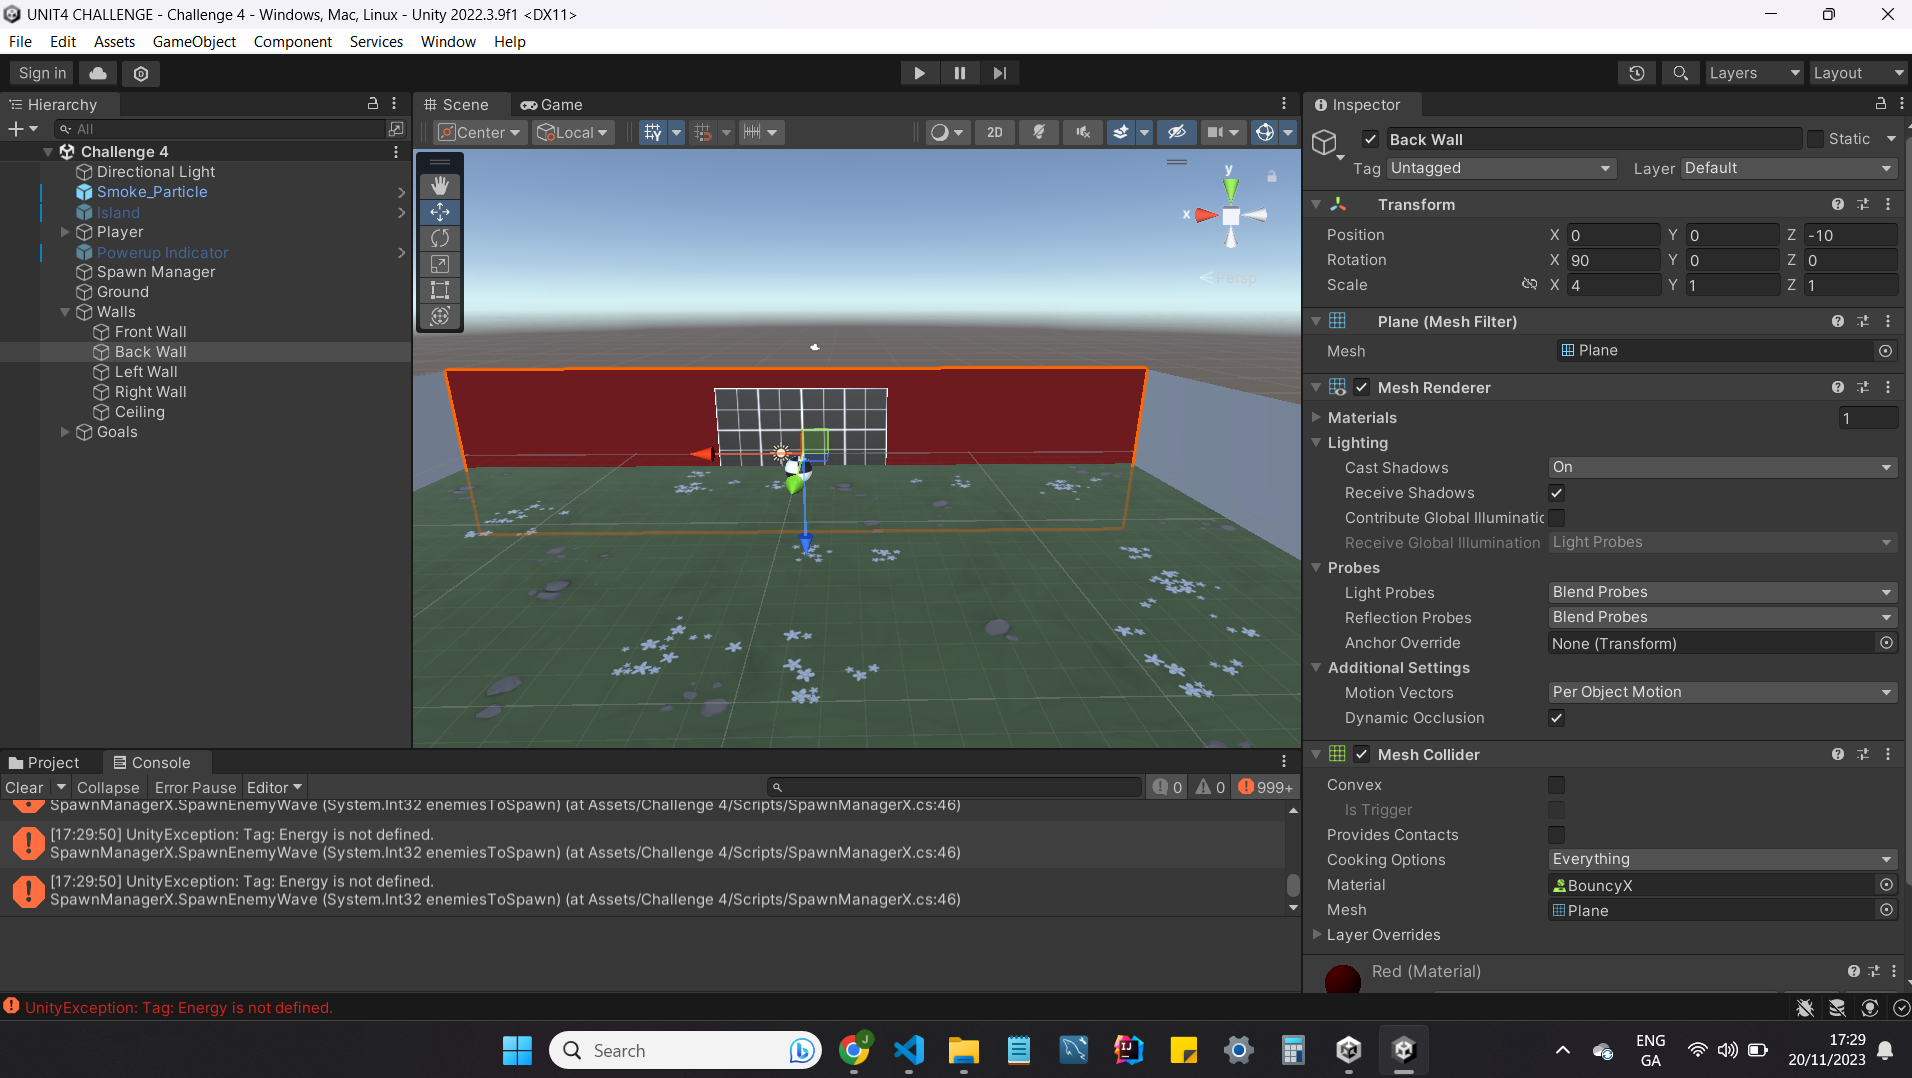 UNIT4 CHALLENGE - Challenge 4 - Windows, Mac, Linux - Unity 2022.3.9f1 <DX11>
File Edit Assets GameObject Component Services Window Help
Sign in
Layers
Layout
Hierarchy
All
Challenge 4
Directional Light
Smoke_Particle
Island
Player
Powerup Indicator
Spawn Manager
Ground
Walls
Front Wall
Back Wall
Left Wall
Right Wall
Ceiling
Goals
Scene
Game
Center
Local
2D
y
x
Persp
Inspector
Back Wall
Static
Tag Untagged
Layer Default
Transform
Position X 0 Y 0 Z -10
Rotation X 90 Y 0 Z 0
Scale X 4 Y 1 Z 1
Plane (Mesh Filter)
Mesh Plane
Mesh Renderer
Materials 1
Lighting
Cast Shadows On
Receive Shadows
Contribute Global Illuminatic
Receive Global Illumination Light Probes
Probes
Light Probes Blend Probes
Reflection Probes Blend Probes
Anchor Override None (Transform)
Additional Settings
Motion Vectors Per Object Motion
Dynamic Occlusion
Mesh Collider
Convex
Is Trigger
Provides Contacts
Cooking Options Everything
Material BouncyX
Mesh Plane
Layer Overrides
Red (Material)
Project
Console
Clear Collapse Error Pause Editor
0 0 999+
SpawnManagerX.SpawnEnemyWave (System.Int32 enemiesToSpawn) (at Assets/Challenge 4/Scripts/SpawnManagerX.cs:46)
[17:29:50] UnityException: Tag: Energy is not defined.
SpawnManagerX.SpawnEnemyWave (System.Int32 enemiesToSpawn) (at Assets/Challenge 4/Scripts/SpawnManagerX.cs:46)
[17:29:50] UnityException: Tag: Energy is not defined.
SpawnManagerX.SpawnEnemyWave (System.Int32 enemiesToSpawn) (at Assets/Challenge 4/Scripts/SpawnManagerX.cs:46)
UnityException: Tag: Energy is not defined.
Search
J
IJ
ENG
GA
17:29
20/11/2023